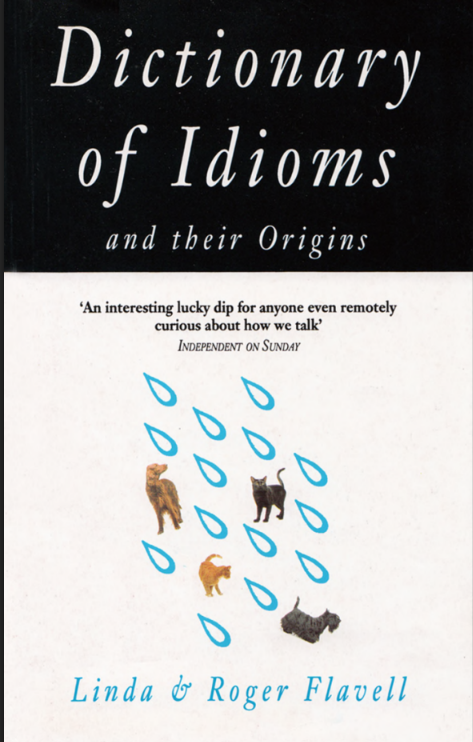 Dictionary
of Idioms
and their Origins
‘An interesting lucky dip for anyone even remotely
curious about how we talk’
INDEPENDENT ON SUNDAY
Linda & Roger Flavell